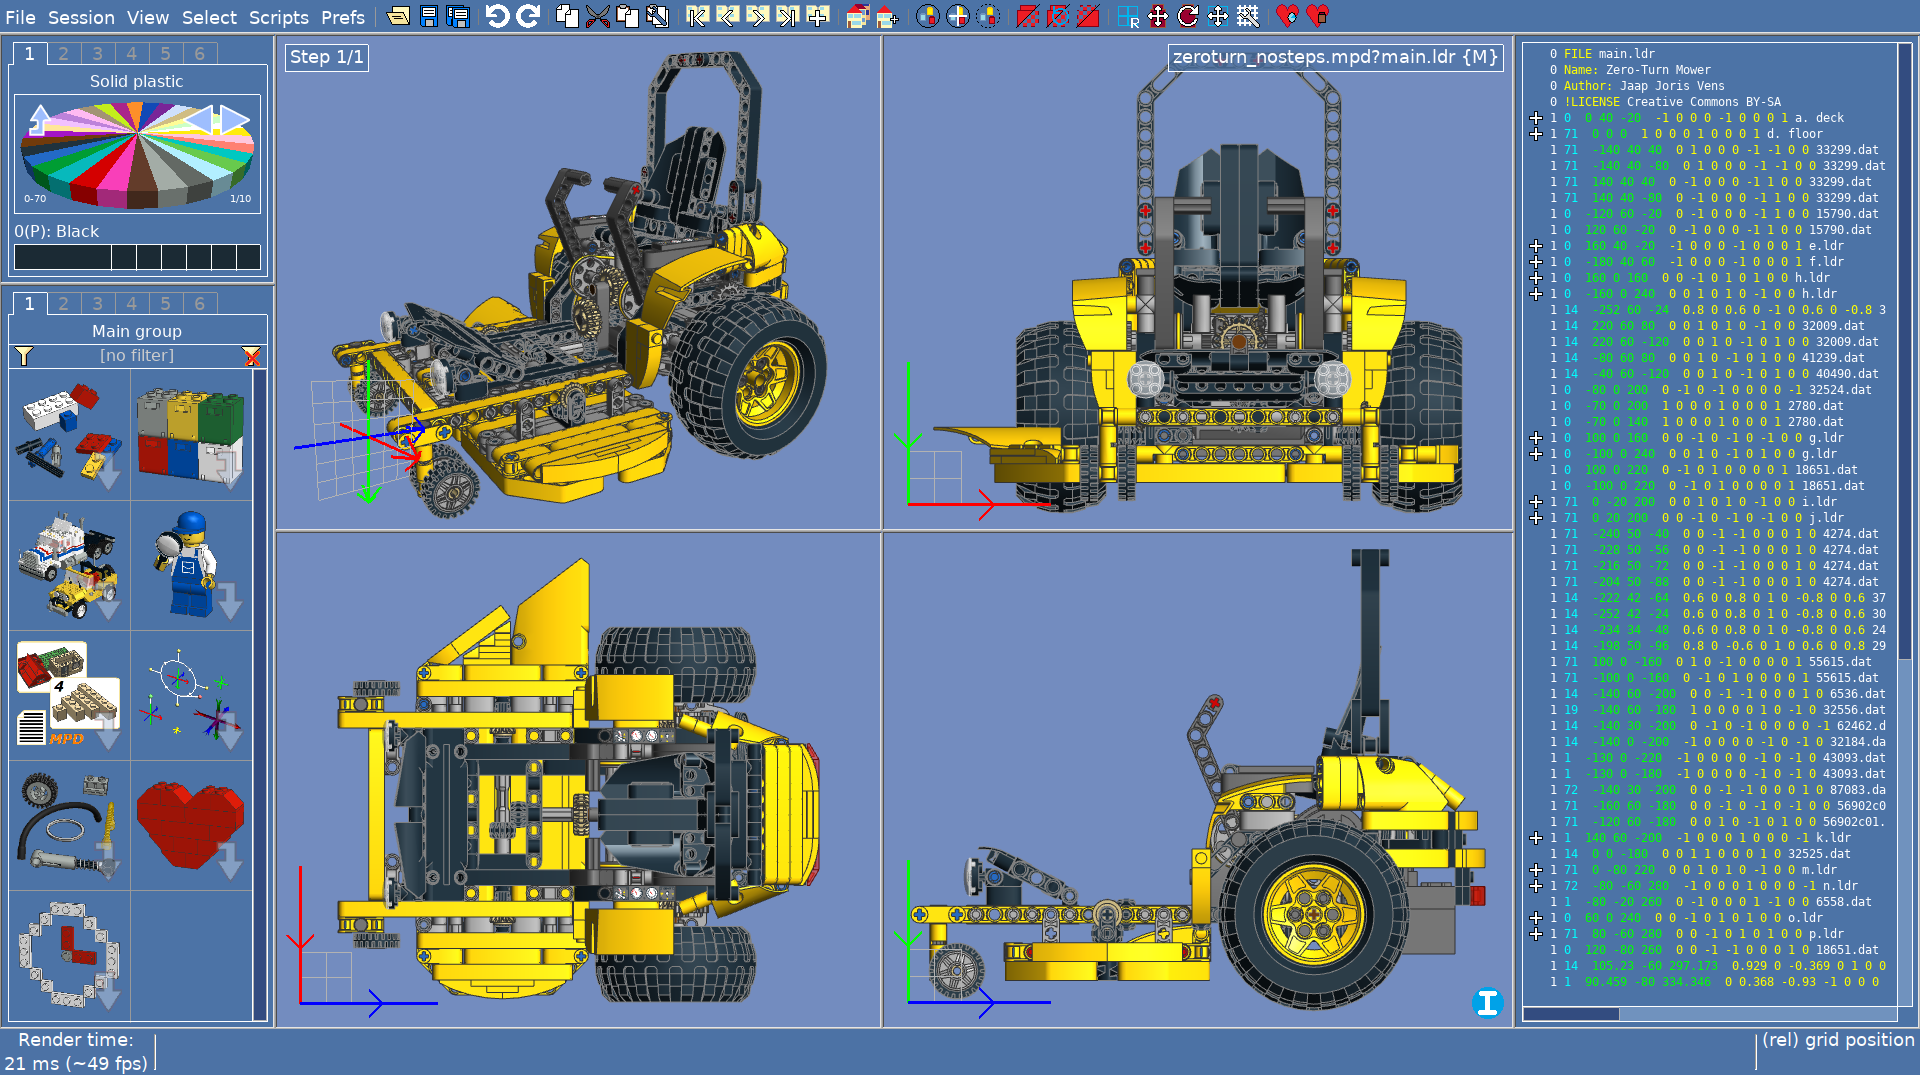 File Session View Select Scripts Prefs
1 2 3 4 5 6
Solid plastic
0-70
1/10
0(P): Black
1 2 3 4 5 6
Main group
[no filter]
4
MPD
Step 1/1
zeroturn_nosteps.mpd?main.ldr {M}
R
0 FILE main.ldr
0 Name: Zero-Turn Mower
0 Author: Jaap Joris Vens
0 !LICENSE Creative Commons BY-SA
1 0 0 40 -20 -1 0 0 0 -1 0 0 0 1 a. deck
1 71 0 0 0 1 0 0 0 1 0 0 0 1 d. floor
1 71 -140 40 40 0 1 0 0 0 -1 -1 0 0 33299.dat
1 71 -140 40 -80 0 1 0 0 0 -1 -1 0 0 33299.dat
1 71 140 40 40 0 -1 0 0 0 -1 1 0 0 33299.dat
1 71 140 40 -80 0 -1 0 0 0 -1 1 0 0 33299.dat
1 0 -120 60 -20 0 -1 0 0 0 -1 1 0 0 15790.dat
1 0 120 60 -20 0 -1 0 0 0 -1 1 0 0 15790.dat
1 0 160 40 -20 -1 0 0 0 -1 0 0 0 1 e.ldr
1 0 -180 40 60 -1 0 0 0 -1 0 0 0 1 f.ldr
1 0 160 0 160 0 0 -1 0 1 0 1 0 0 h.ldr
1 0 -160 0 240 0 0 1 0 1 0 -1 0 0 h.ldr
1 14 -252 60 -24 0.8 0 0.6 0 -1 0 0.6 0 -0.8 3
1 14 220 60 80 0 0 1 0 1 0 -1 0 0 32009.dat
1 14 220 60 -120 0 0 1 0 1 0 -1 0 0 32009.dat
1 14 -80 60 80 0 0 1 0 1 0 -1 0 0 41239.dat
1 14 -40 60 -120 0 0 1 0 1 0 -1 0 0 40490.dat
1 0 -80 0 200 0 -1 0 -1 0 0 0 0 -1 32524.dat
1 0 -70 0 200 1 0 0 0 1 0 0 0 1 2780.dat
1 0 -70 0 140 1 0 0 0 1 0 0 0 1 2780.dat
1 0 100 0 160 0 0 -1 0 -1 0 -1 0 0 g.ldr
1 0 -100 0 240 0 0 1 0 -1 0 1 0 0 g.ldr
1 0 100 0 220 0 -1 0 1 0 0 0 0 1 18651.dat
1 0 -100 0 220 0 -1 0 1 0 0 0 0 1 18651.dat
1 71 0 -20 200 0 0 1 0 1 0 -1 0 0 i.ldr
1 71 0 20 200 0 0 -1 0 -1 0 -1 0 0 j.ldr
1 71 -240 50 -40 0 0 -1 -1 0 0 0 1 0 4274.dat
1 71 -228 50 -56 0 0 -1 -1 0 0 0 1 0 4274.dat
1 71 -216 50 -72 0 0 -1 -1 0 0 0 1 0 4274.dat
1 71 -204 50 -88 0 0 -1 -1 0 0 0 1 0 4274.dat
1 14 -222 42 -64 0.6 0 0.8 0 1 0 -0.8 0 0.6 37
1 14 -252 42 -24 0.6 0 0.8 0 1 0 -0.8 0 0.6 30
1 14 -234 34 -48 0.6 0 0.8 0 1 0 -0.8 0 0.6 24
1 14 -198 50 -96 0.8 0 -0.6 0 1 0 0.6 0 0.8 29
1 71 100 0 -160 0 1 0 -1 0 0 0 0 1 55615.dat
1 71 -100 0 -160 0 -1 0 1 0 0 0 0 1 55615.dat
1 14 -140 60 -200 0 0 -1 -1 0 0 0 1 0 6536.dat
1 19 -140 60 -180 1 0 0 0 0 1 0 -1 0 32556.dat
1 14 -140 30 -200 0 -1 0 -1 0 0 0 0 -1 62462.d
1 14 -140 0 -200 -1 0 0 0 0 -1 0 -1 0 32184.da
1 1 -130 0 -220 -1 0 0 0 0 -1 0 -1 0 43093.dat
1 1 -130 0 -180 -1 0 0 0 0 -1 0 -1 0 43093.dat
1 72 -140 30 -200 0 0 -1 0 1 0 1 0 0 87083.da
1 71 -160 60 -180 0 0 -1 0 -1 0 -1 0 0 56902c0
1 71 -120 60 -180 0 0 1 0 -1 0 1 0 0 56902c01.
1 1 140 60 -200 -1 0 0 0 1 0 0 0 -1 k.ldr
1 14 0 0 -180 0 0 1 1 0 0 0 1 0 32525.dat
1 71 0 -80 220 0 0 -1 0 1 0 1 0 0 m.ldr
1 72 -80 -60 280 -1 0 0 0 1 0 0 0 -1 n.ldr
1 1 -80 -20 260 0 -1 0 0 0 -1 1 0 0 6558.dat
1 0 60 0 240 0 0 -1 0 1 0 1 0 0 o.ldr
1 71 80 -60 280 0 0 -1 0 1 0 1 0 0 p.ldr
1 0 120 -80 260 0 0 -1 -1 0 0 0 1 0 18651.dat
1 14 105.23 -60 297.173 0.929 0 -0.369 0 1 0 0
1 1 90.459 -80 334.346 0 0.368 -0.93 -1 0 0 0
Render time:
21 ms (~49 fps)
(rel) grid position